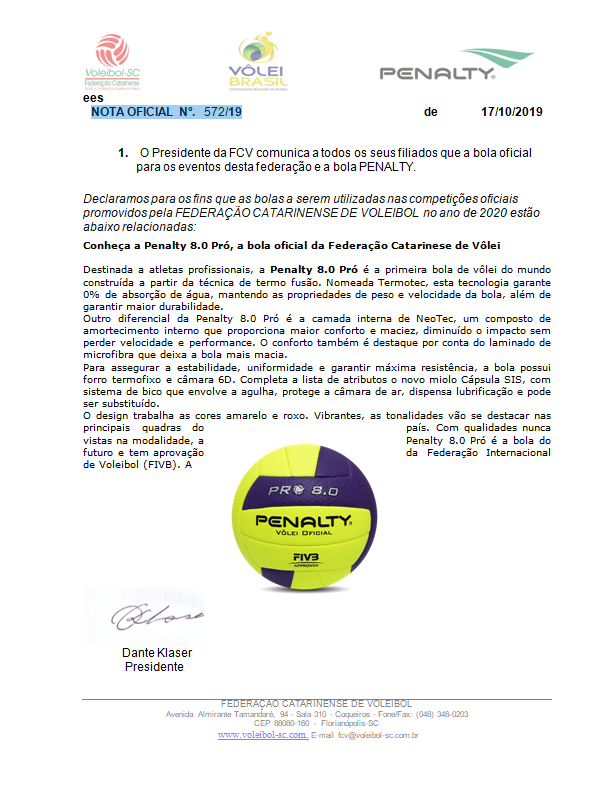 Voleibol-SC
Federação Catarinense
VÔLEI
BRASIL
PENALTY
ees
NOTA OFICIAL Nº. 572/19 de 17/10/2019
1. O Presidente da FCV comunica a todos os seus filiados que a bola oficial
para os eventos desta federação e a bola PENALTY.
Declaramos para os fins que as bolas a serem utilizadas nas competições oficiais
promovidos pela FEDERAÇÃO CATARINENSE DE VOLEIBOL no ano de 2020 estão
abaixo relacionadas:
Conheça a Penalty 8.0 Pró, a bola oficial da Federação Catarinese de Vôlei
Destinada a atletas profissionais, a Penalty 8.0 Pró é a primeira bola de vôlei do mundo
construída a partir da técnica de termo fusão. Nomeada Termotec, esta tecnologia garante
0% de absorção de água, mantendo as propriedades de peso e velocidade da bola, além de
garantir maior durabilidade.
Outro diferencial da Penalty 8.0 Pró é a camada interna de NeoTec, um composto de
amortecimento interno que proporciona maior conforto e maciez, diminuído o impacto sem
perder velocidade e performance. O conforto também é destaque por conta do laminado de
microfibra que deixa a bola mais macia.
Para assegurar a estabilidade, uniformidade e garantir máxima resistência, a bola possui
forro termofixo e câmara 6D. Completa a lista de atributos o novo miolo Cápsula SIS, com
sistema de bico que envolve a agulha, protege a câmara de ar, dispensa lubrificação e pode
ser substituído.
O design trabalha as cores amarelo e roxo. Vibrantes, as tonalidades vão se destacar nas
principais quadras do país. Com qualidades nunca
vistas na modalidade, a Penalty 8.0 Pró é a bola do
futuro e tem aprovação da Federação Internacional
de Voleibol (FIVB). A
PRO 8.0
PENALTY
VÔLEI OFICIAL
FIVB
APPROVED
Dante Klaser
Presidente
FEDERAÇÃO CATARINENSE DE VOLEIBOL
Avenida Almirante Tamandaré, 94 - Sala 310 - Coqueiros - Fone/Fax: (048) 348-0203
CEP 88080-160 - Florianópolis-SC
www.voleibol-sc.com. E-mail fcv@voleibol-sc.com.br